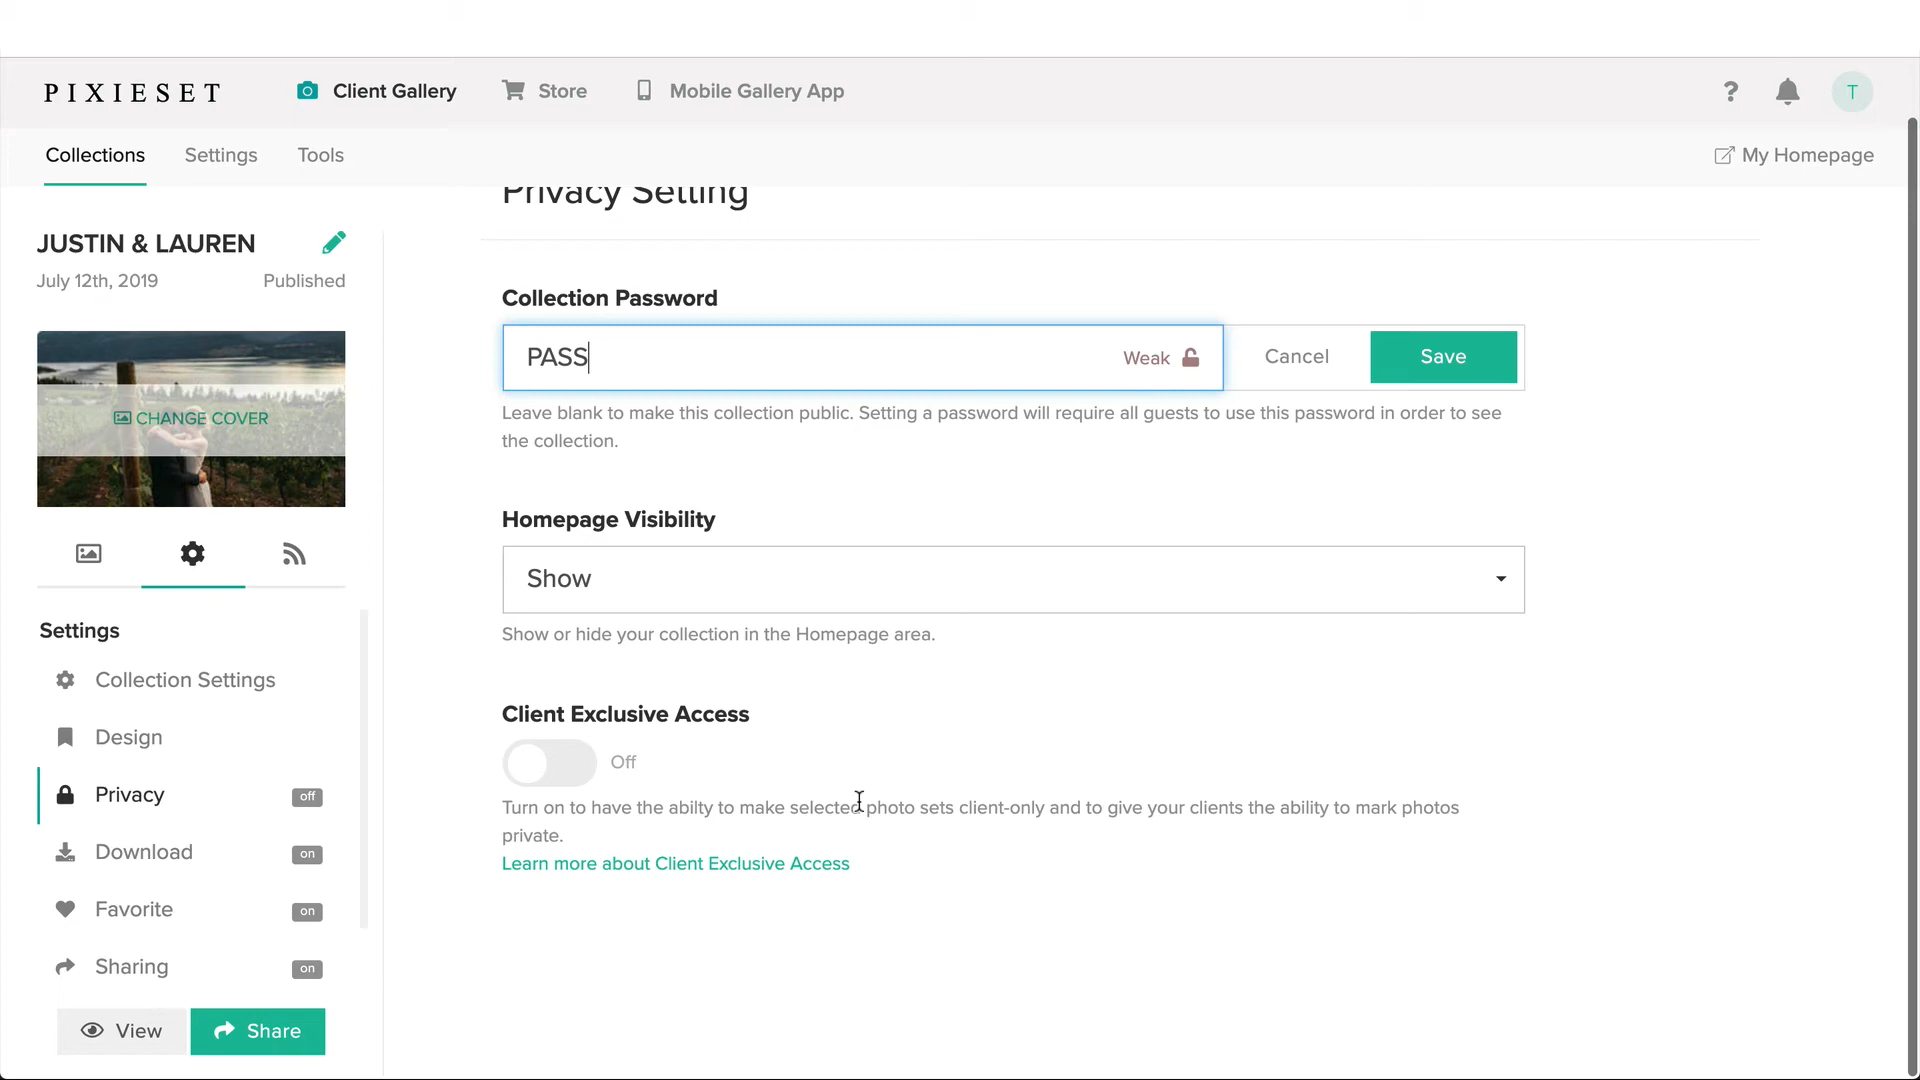 PIXIESET
Client Gallery
Store
Mobile Gallery App
?
T
Collections
Settings
Tools
My Homepage
Privacy Setting
JUSTIN & LAUREN
July 12th, 2019
Published
CHANGE COVER
Settings
Collection Settings
Design
Privacy
off
Download
on
Favorite
on
Sharing
on
View
Share
Collection Password
PASS
Weak
Cancel
Save
Leave blank to make this collection public. Setting a password will require all guests to use this password in order to see
the collection.
Homepage Visibility
Show
Show or hide your collection in the Homepage area.
Client Exclusive Access
Off
Turn on to have the abilty to make selected photo sets client-only and to give your clients the ability to mark photos
private.
Learn more about Client Exclusive Access